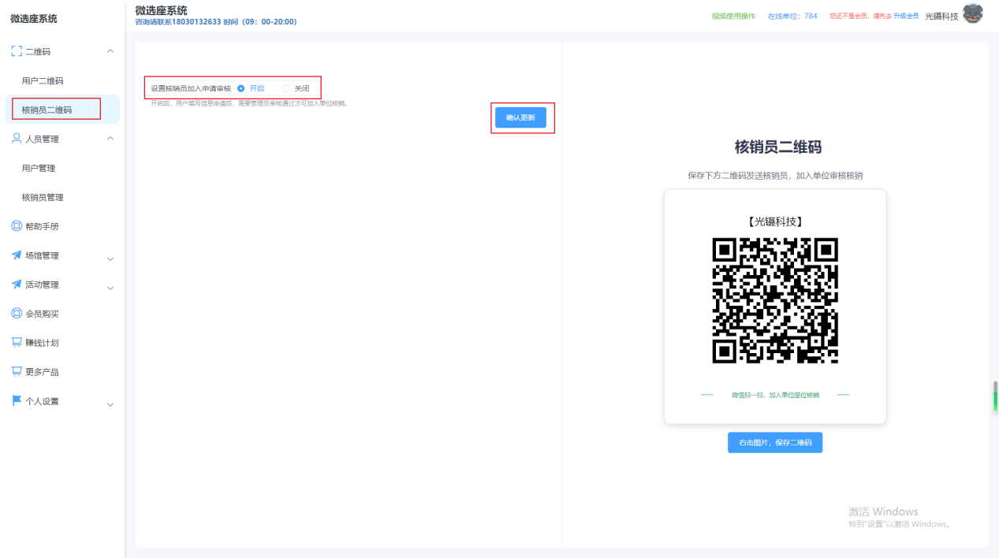 微选座系统
二维码
用户二维码
核销员二维码
人员管理
用户管理
核销员管理
帮助手册
场馆管理
活动管理
会员购买
赚钱计划
更多产品
个人设置
微选座系统
咨询请联系18030132633 时间（09：00-20:00）
视频使用操作 在线单位：784 您还不是会员，请先去 升级会员 光镊科技
设置核销员加入申请审核 开启 关闭
开启后，用户填写信息申请后，需要管理员审核通过才可加入单位核销。
确认更新
核销员二维码
保存下方二维码发送核销员，加入单位审核核销
【光镊科技】
微信扫一扫，加入单位座位核销
右击图片，保存二维码
激活 Windows
转到"设置"以激活 Windows。